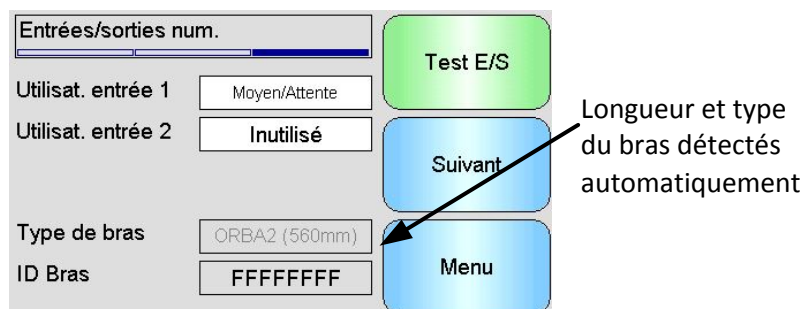 Entrées/sorties num.
Utilisat. entrée 1
Moyen/Attente
Utilisat. entrée 2
Inutilisé
Type de bras
ORBA2 (560mm)
ID Bras
FFFFFFFF
Test E/S
Suivant
Menu
Longueur et type
du bras détectés
automatiquement